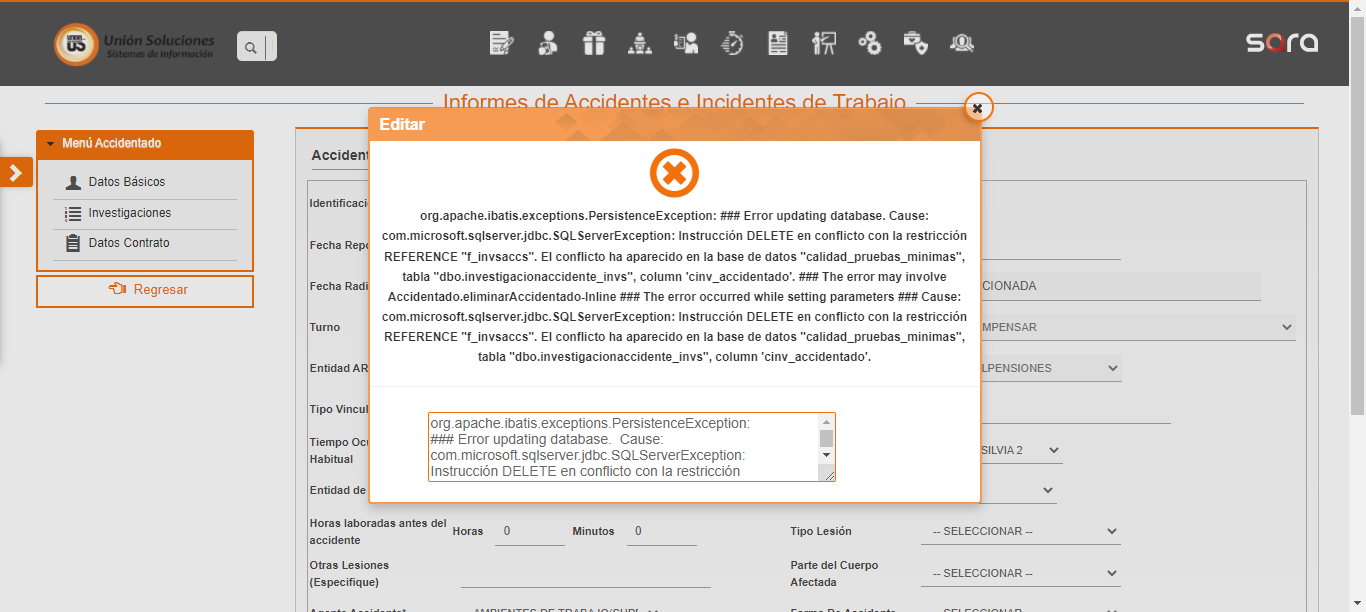 Unión Soluciones
Sistemas de Información
sara
Informes de Accidentes e Incidentes de Trabajo
Editar
Menú Accidentado
Datos Básicos
Investigaciones
Datos Contrato
Regresar
org.apache.ibatis.exceptions.PersistenceException: ### Error updating database. Cause:
com.microsoft.sqlserver.jdbc.SQLServerException: Instrucción DELETE en conflicto con la restricción
REFERENCE "f_invsaccs". El conflicto ha aparecido en la base de datos "calidad_pruebas_minimas",
tabla "dbo.investigacionaccidente_invs", column 'cinv_accidentado'. ### The error may involve
Accidentado.eliminarAccidentado-Inline ### The error occurred while setting parameters ### Cause:
com.microsoft.sqlserver.jdbc.SQLServerException: Instrucción DELETE en conflicto con la restricción
REFERENCE "f_invsaccs". El conflicto ha aparecido en la base de datos "calidad_pruebas_minimas",
tabla "dbo.investigacionaccidente_invs", column 'cinv_accidentado'.
org.apache.ibatis.exceptions.PersistenceException:
### Error updating database.  Cause:
com.microsoft.sqlserver.jdbc.SQLServerException:
Instrucción DELETE en conflicto con la restricción
Accident
Identificaci
Fecha Repo
Fecha Radi CIONADA
Turno MPENSAR
Entidad AR LPENSIONES
Tipo Vincul
Tiempo Ocu
Habitual SILVIA 2
Entidad de
Horas laboradas antes del
accidente Horas 0 Minutos 0 Tipo Lesión -- SELECCIONAR --
Otras Lesiones
(Especifique)
Parte del Cuerpo
Afectada -- SELECCIONAR --